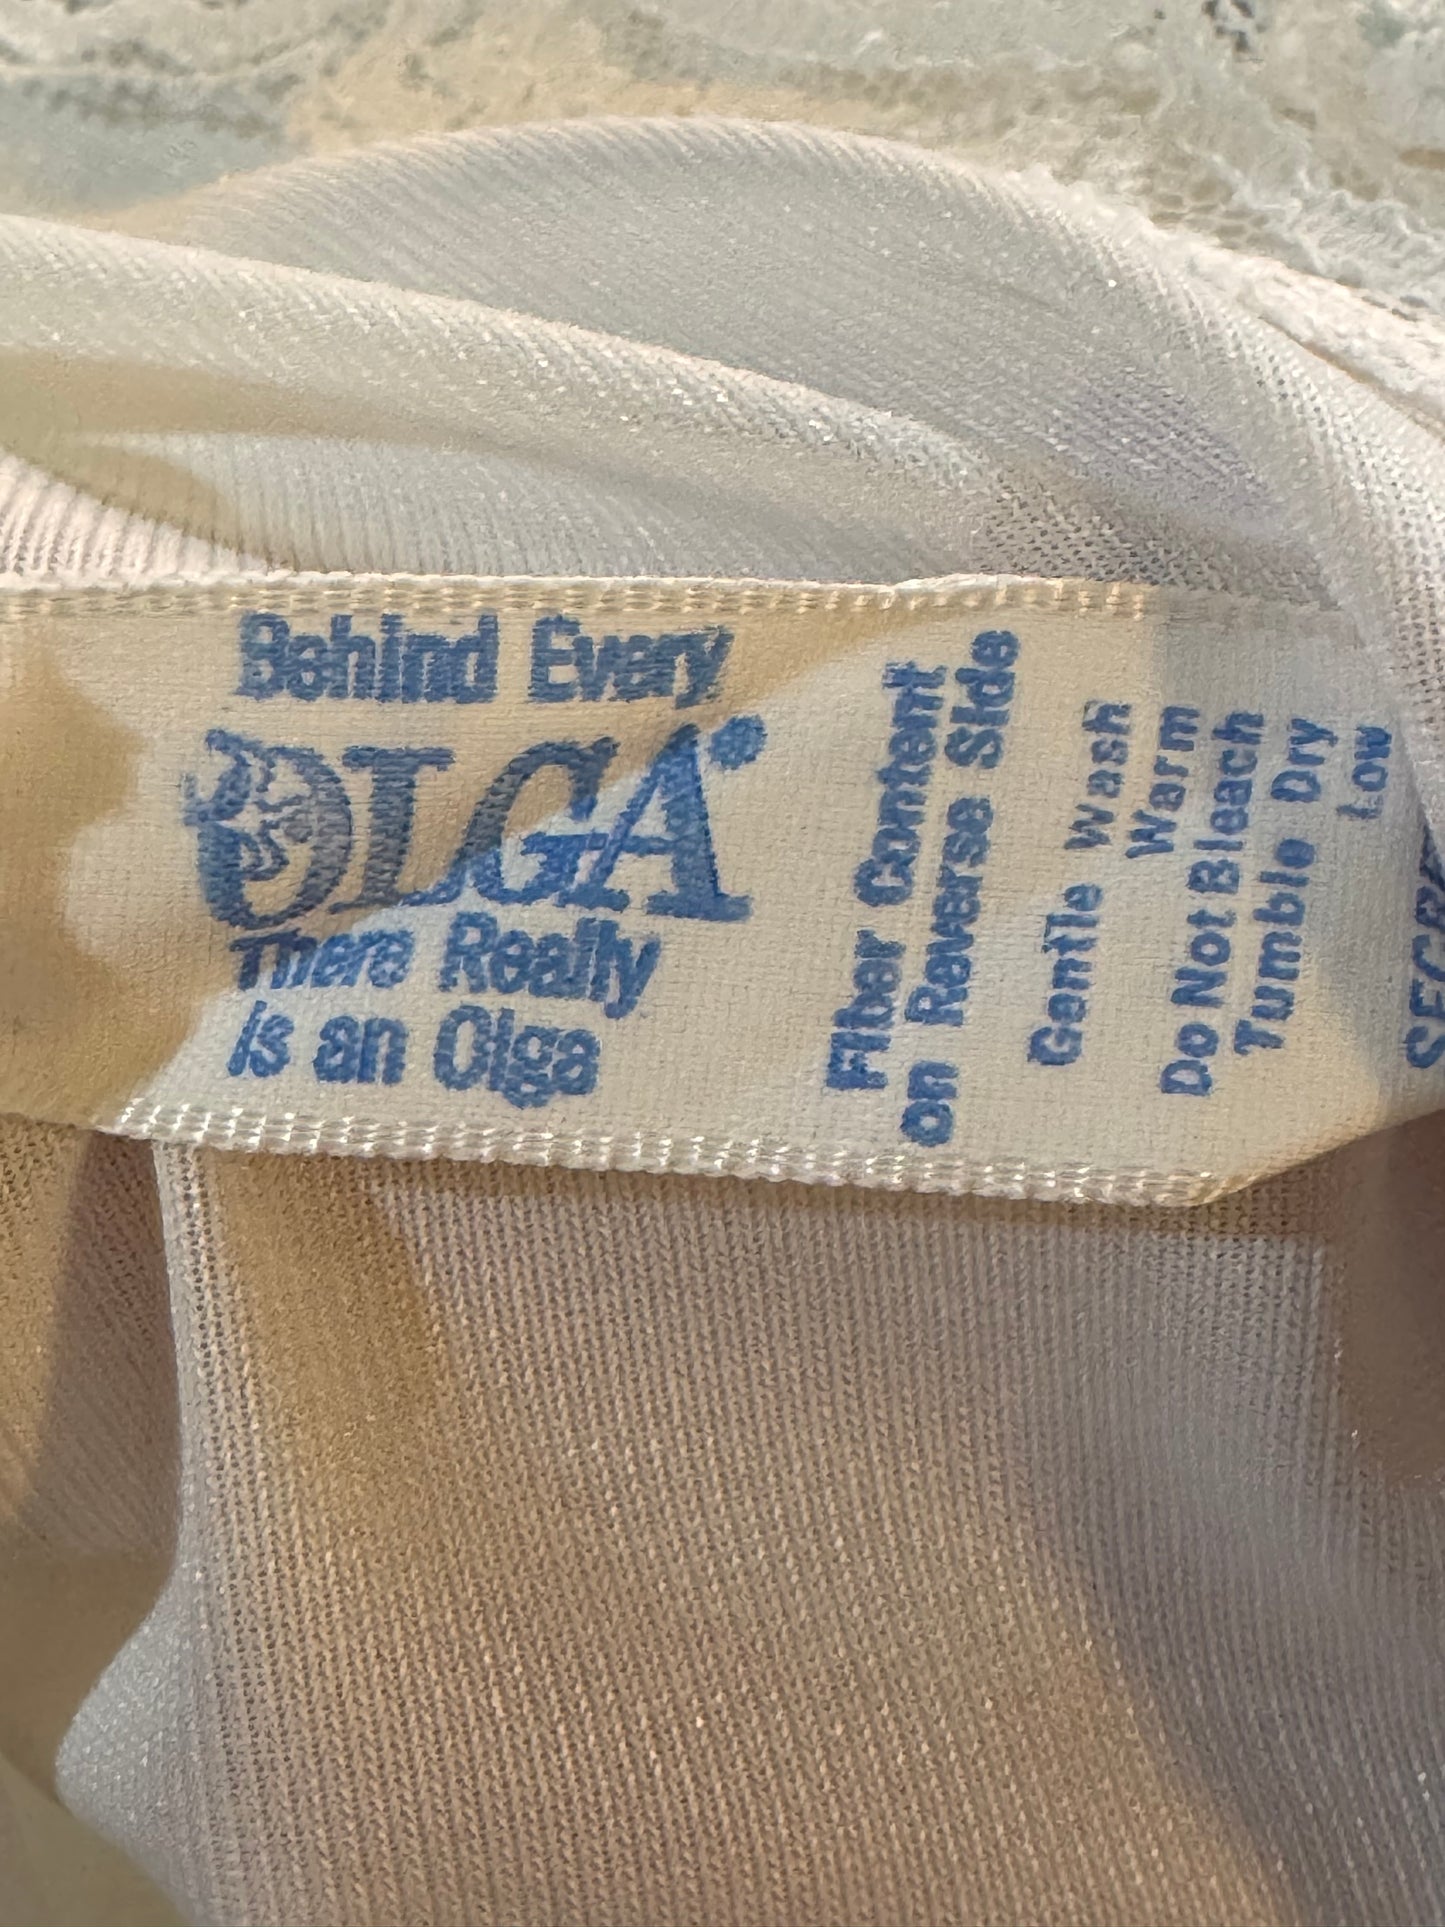 Behind Every
OLGA®
There Really
is an Olga
Fiber Content
on Reverse Side
Gentle Wash
Warm
Do Not Bleach
Tumble Dry
Low